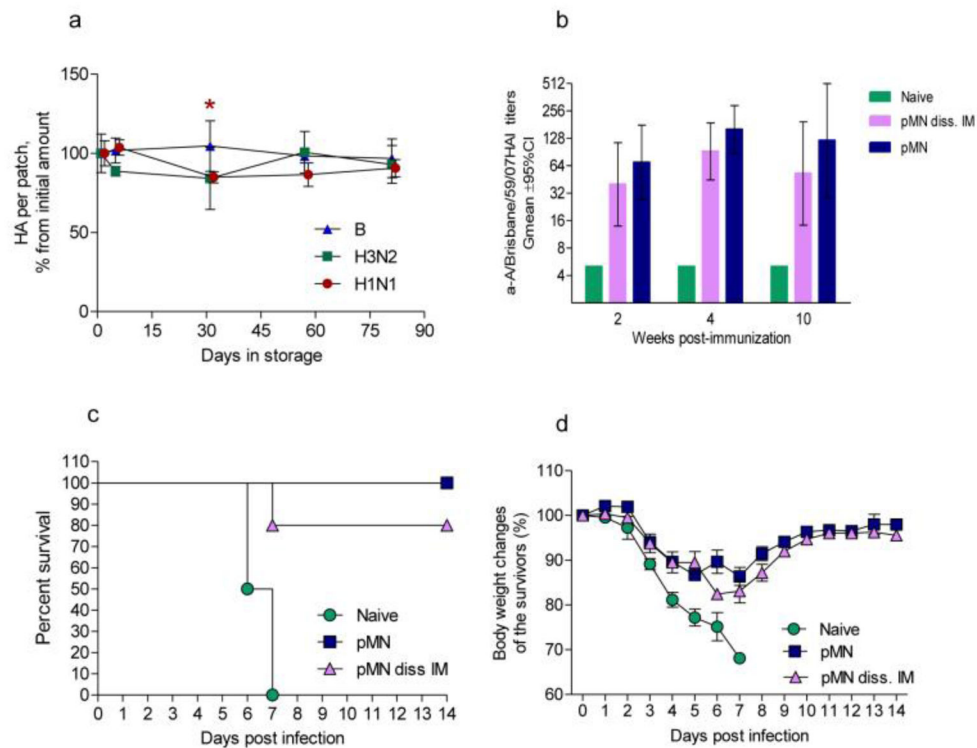 a
HA per patch,
% from initial amount
150
100
50
0
*
B
H3N2
H1N1
0 15 30 45 60 75 90
Days in storage
b
a-A/Brisbane/59/07HAI titers
Gmean ±95%CI
512
256
128
64
32
16
8
4
Naive
pMN diss. IM
pMN
2 4 10
Weeks post-immunization
c
Percent survival
110
100
90
80
70
60
50
40
30
20
10
0
Naive
pMN
pMN diss IM
0 1 2 3 4 5 6 7 8 9 10 11 12 13 14
Days post infection
d
Body weight changes
of the survivors (%)
110
100
90
80
70
60
Naive
pMN
pMN diss. IM
0 1 2 3 4 5 6 7 8 9 10 11 12 13 14
Days post infection